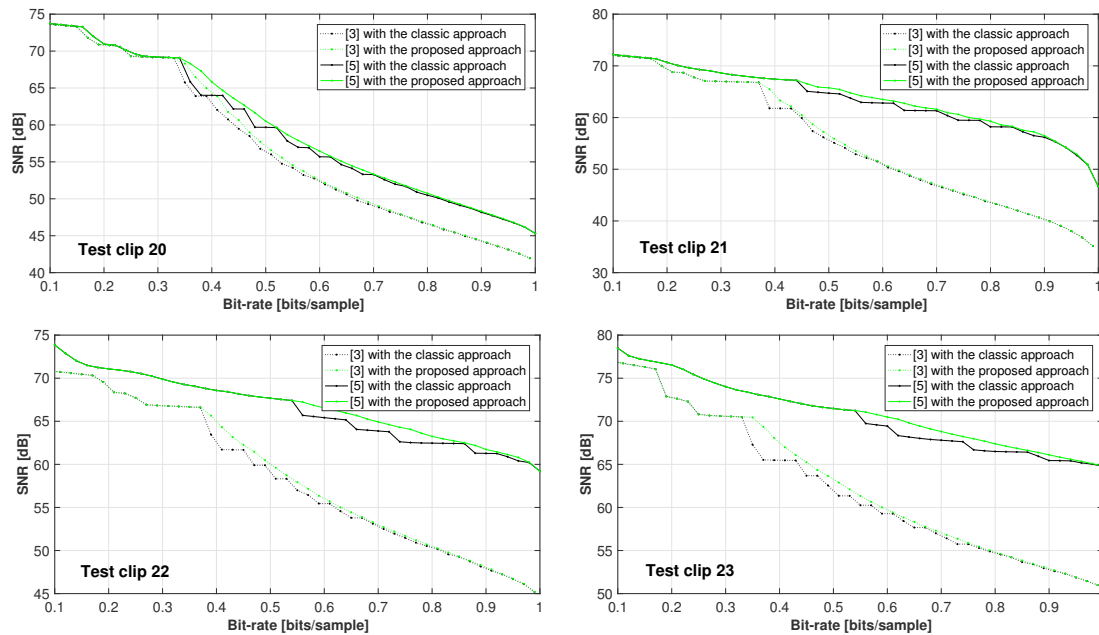 75
70
65
60
55
50
45
40
SNR [dB]
0.1 0.2 0.3 0.4 0.5 0.6 0.7 0.8 0.9 1
Bit-rate [bits/sample]
[3] with the classic approach
[3] with the proposed approach
[5] with the classic approach
[5] with the proposed approach
Test clip 20
80
70
60
50
40
30
SNR [dB]
0.1 0.2 0.3 0.4 0.5 0.6 0.7 0.8 0.9 1
Bit-rate [bits/sample]
[3] with the classic approach
[3] with the proposed approach
[5] with the classic approach
[5] with the proposed approach
Test clip 21
75
70
65
60
55
50
45
SNR [dB]
0.1 0.2 0.3 0.4 0.5 0.6 0.7 0.8 0.9 1
Bit-rate [bits/sample]
[3] with the classic approach
[3] with the proposed approach
[5] with the classic approach
[5] with the proposed approach
Test clip 22
80
75
70
65
60
55
50
SNR [dB]
0.1 0.2 0.3 0.4 0.5 0.6 0.7 0.8 0.9
Bit-rate [bits/sample]
[3] with the classic approach
[3] with the proposed approach
[5] with the classic approach
[5] with the proposed approach
Test clip 23